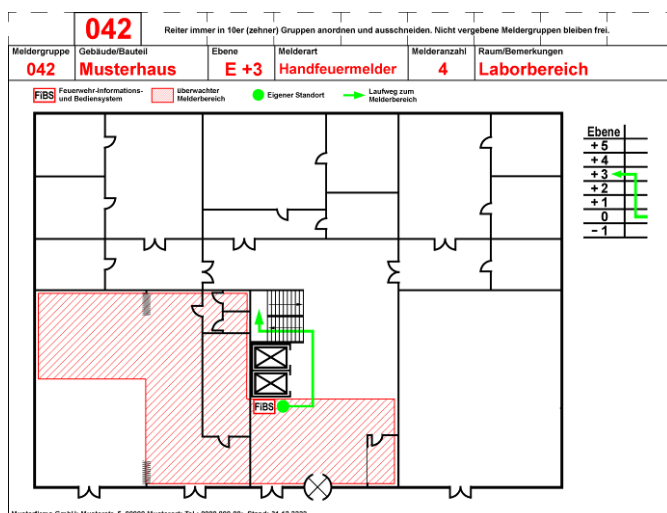 042
Reiter immer in 10er (zehner) Gruppen anordnen und ausschneiden. Nicht vergebene Meldergruppen bleiben frei.
Meldergruppe Gebäude/Bauteil Ebene Melderart Melderanzahl Raum/Bemerkungen
042 Musterhaus E +3 Handfeuermelder 4 Laborbereich
FiBS Feuerwehr-Informations- und Bediensystem
überwachter Melderbereich
Eigener Standort
Laufweg zum Melderbereich
Ebene
+ 5
+ 4
+ 3
+ 2
+ 1
0
– 1
FiBS